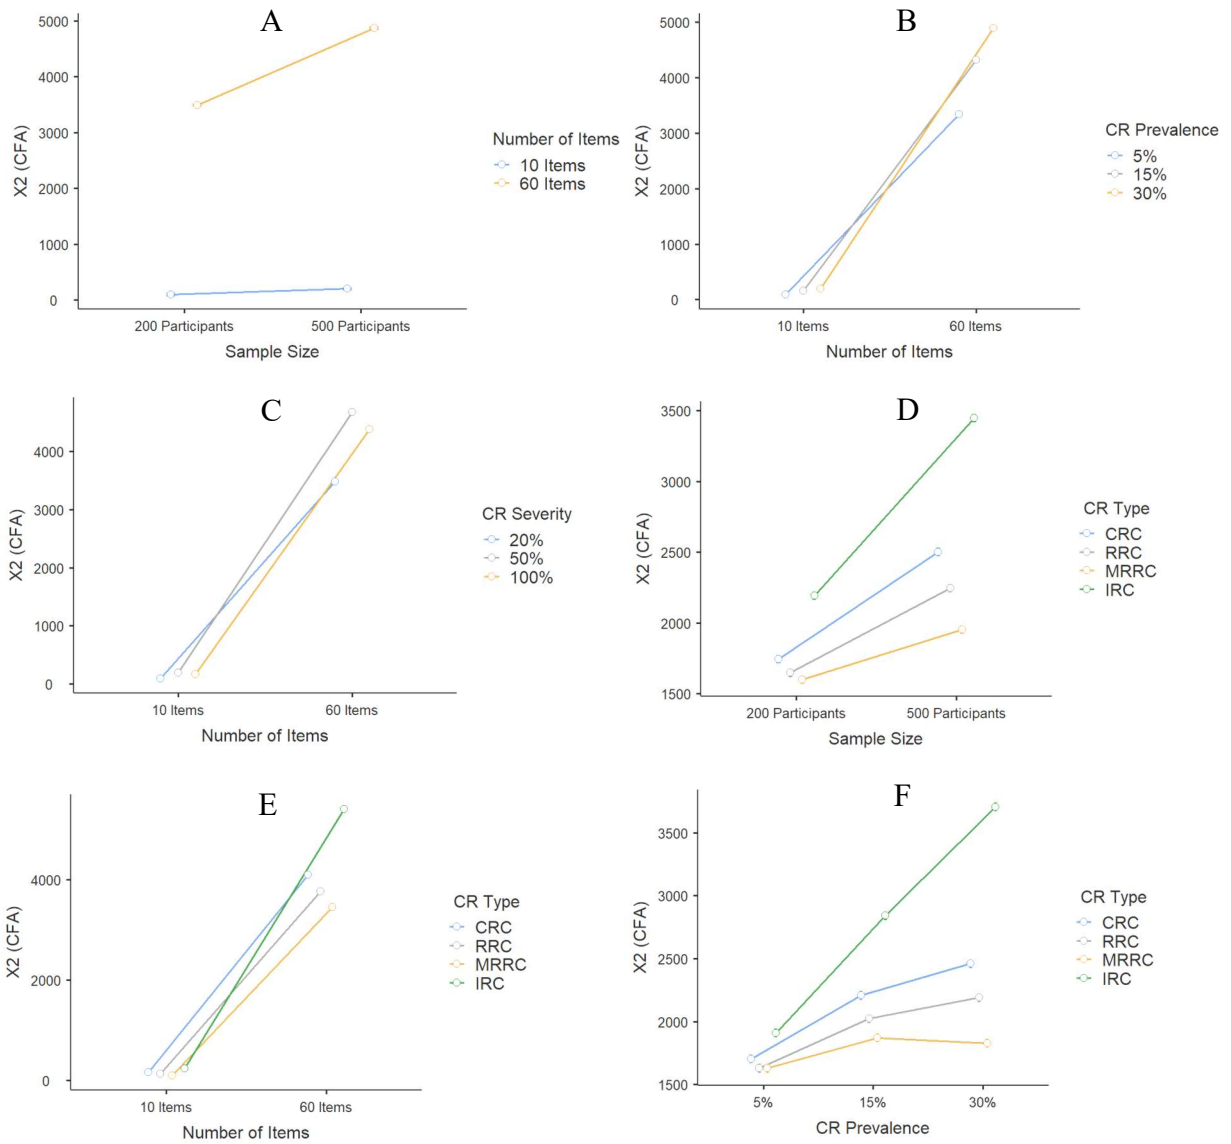 A
X2 (CFA)
5000
4000
3000
2000
1000
0
200 Participants
500 Participants
Sample Size
Number of Items
10 Items
60 Items
B
X2 (CFA)
5000
4000
3000
2000
1000
0
10 Items
60 Items
Number of Items
CR Prevalence
5%
15%
30%
C
X2 (CFA)
4000
3000
2000
1000
0
10 Items
60 Items
Number of Items
CR Severity
20%
50%
100%
D
X2 (CFA)
3500
3000
2500
2000
1500
200 Participants
500 Participants
Sample Size
CR Type
CRC
RRC
MRRC
IRC
E
X2 (CFA)
4000
2000
0
10 Items
60 Items
Number of Items
CR Type
CRC
RRC
MRRC
IRC
F
X2 (CFA)
3500
3000
2500
2000
1500
5%
15%
30%
CR Prevalence
CR Type
CRC
RRC
MRRC
IRC